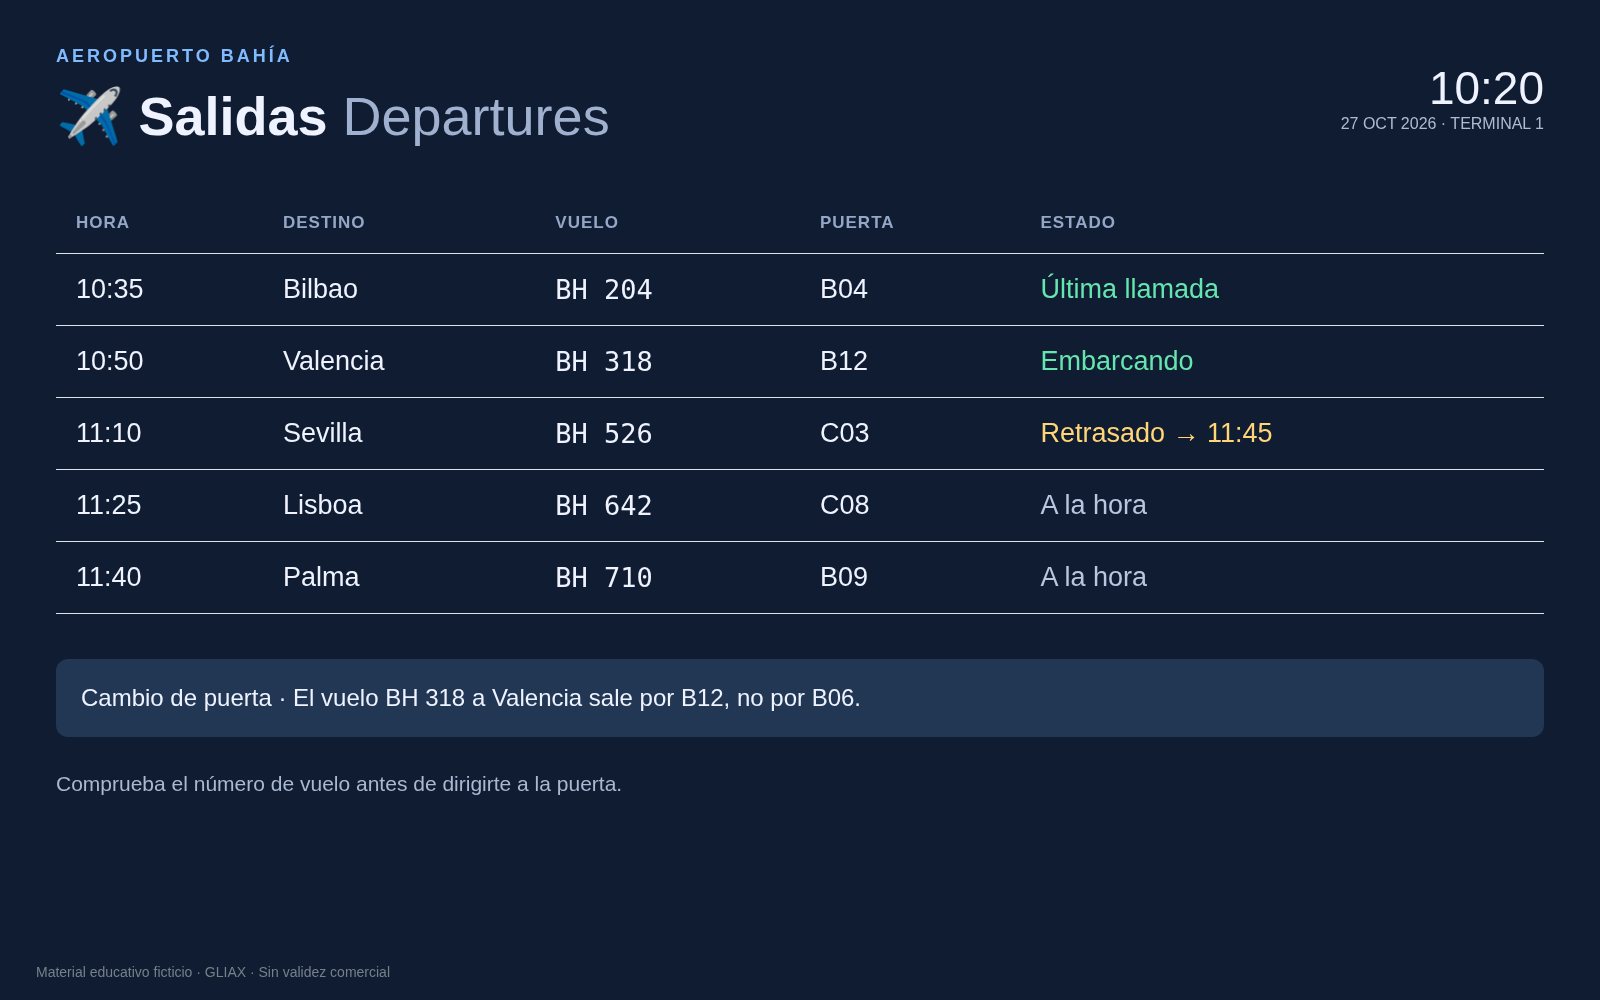 AEROPUERTO BAHÍA
Salidas Departures
10:20
27 OCT 2026 · TERMINAL 1
HORA DESTINO VUELO PUERTA ESTADO
10:35 Bilbao BH 204 B04 Última llamada
10:50 Valencia BH 318 B12 Embarcando
11:10 Sevilla BH 526 C03 Retrasado → 11:45
11:25 Lisboa BH 642 C08 A la hora
11:40 Palma BH 710 B09 A la hora
Cambio de puerta · El vuelo BH 318 a Valencia sale por B12, no por B06.
Comprueba el número de vuelo antes de dirigirte a la puerta.
Material educativo ficticio · GLIAX · Sin validez comercial